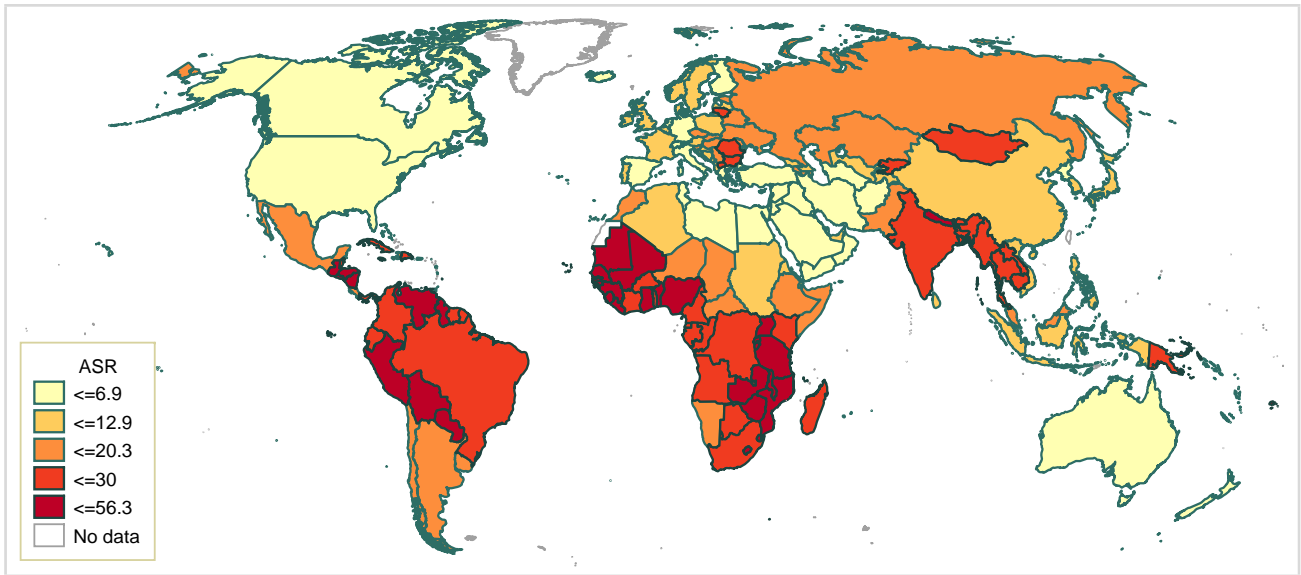 ASR
<=6.9
<=12.9
<=20.3
<=30
<=56.3
No data